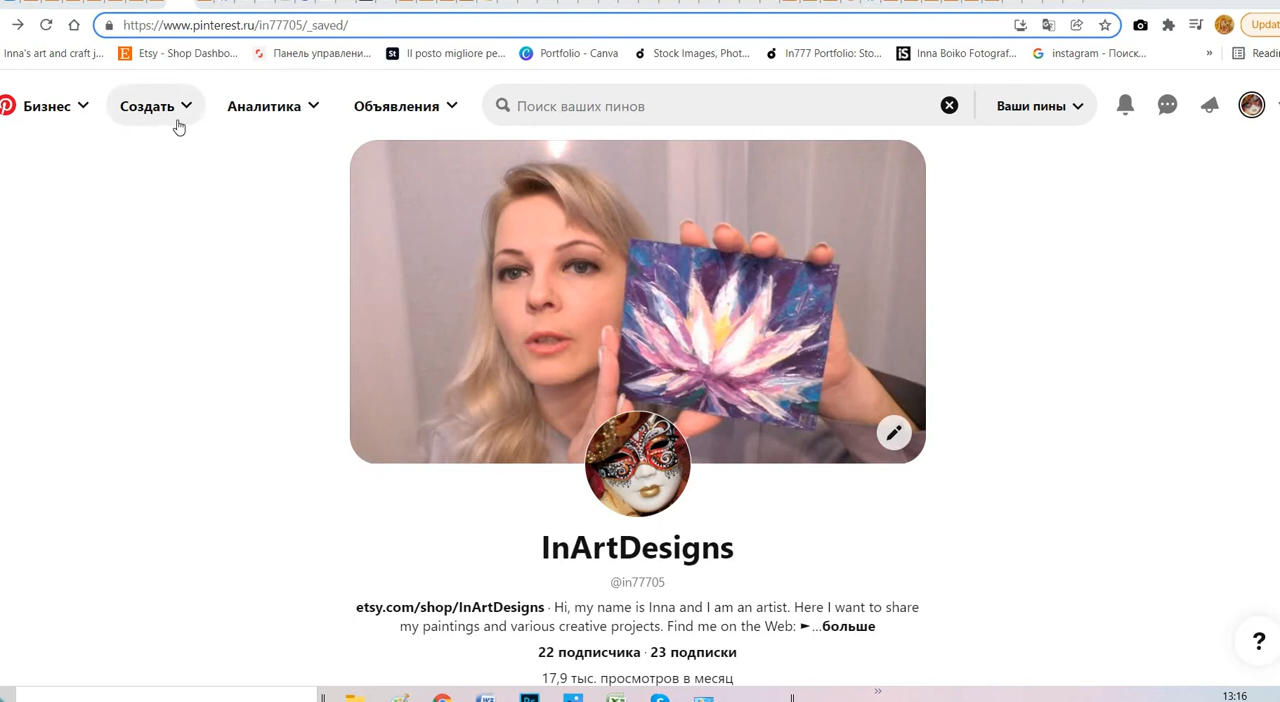 https://www.pinterest.ru/in77705/_saved/
Updat
Inna's art and craft j...
Etsy - Shop Dashbo...
Панель управлени...
Il posto migliore pe...
Portfolio - Canva
Stock Images, Phot...
In777 Portfolio: Sto...
Inna Boiko Fotograf...
instagram - Поиск...
»
Readin
Бизнес
Создать
Аналитика
Объявления
Поиск ваших пинов
Ваши пины
InArtDesigns
@in77705
etsy.com/shop/InArtDesigns · Hi, my name is Inna and I am an artist. Here I want to share
my paintings and various creative projects. Find me on the Web: ►...больше
22 подписчика · 23 подписки
17,9 тыс. просмотров в месяц
?
»
13:16